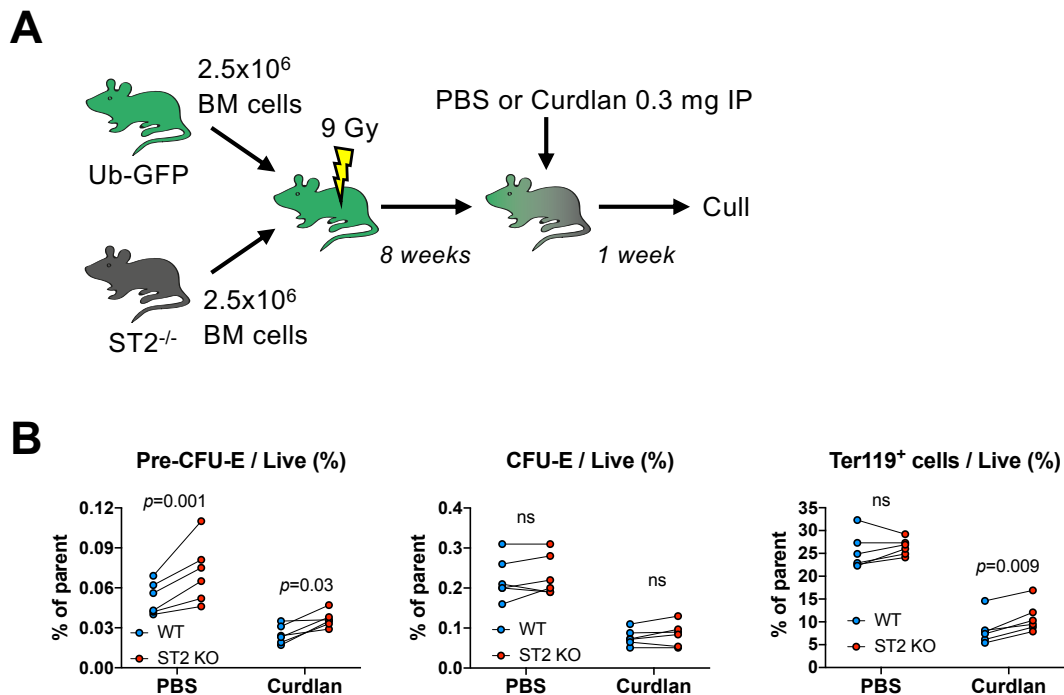 A
2.5x10⁶
BM cells
Ub-GFP
9 Gy
PBS or Curdlan 0.3 mg IP
Cull
8 weeks
1 week
2.5x10⁶
BM cells
ST2⁻/⁻
B
Pre-CFU-E / Live (%)
% of parent
0.12
0.09
0.06
0.03
0.00
p=0.001
p=0.03
WT
ST2 KO
PBS
Curdlan
CFU-E / Live (%)
% of parent
0.4
0.3
0.2
0.1
0.0
ns
ns
WT
ST2 KO
PBS
Curdlan
Ter119⁺ cells / Live (%)
% of parent
35
30
25
20
15
10
5
0
ns
p=0.009
WT
ST2 KO
PBS
Curdlan